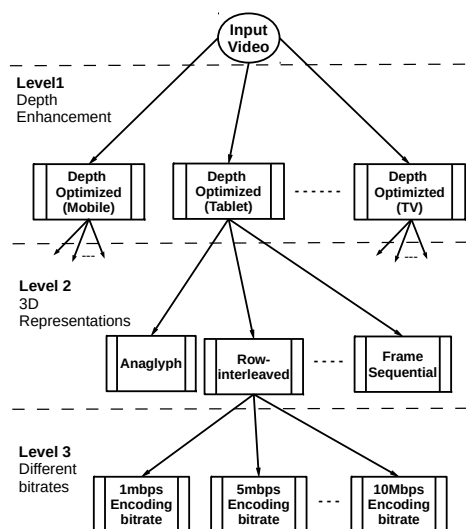 Input
Video
Level1
Depth
Enhancement
Depth
Optimized
(Mobile)
Depth
Optimized
(Tablet)
-----
Depth
Optimizted
(TV)
---
---
Level 2
3D
Representations
Anaglyph
Row-
interleaved
----
Frame
Sequential
Level 3
Different
bitrates
1mbps
Encoding
bitrate
5mbps
Encoding
bitrate
---
10Mbps
Encoding
bitrate